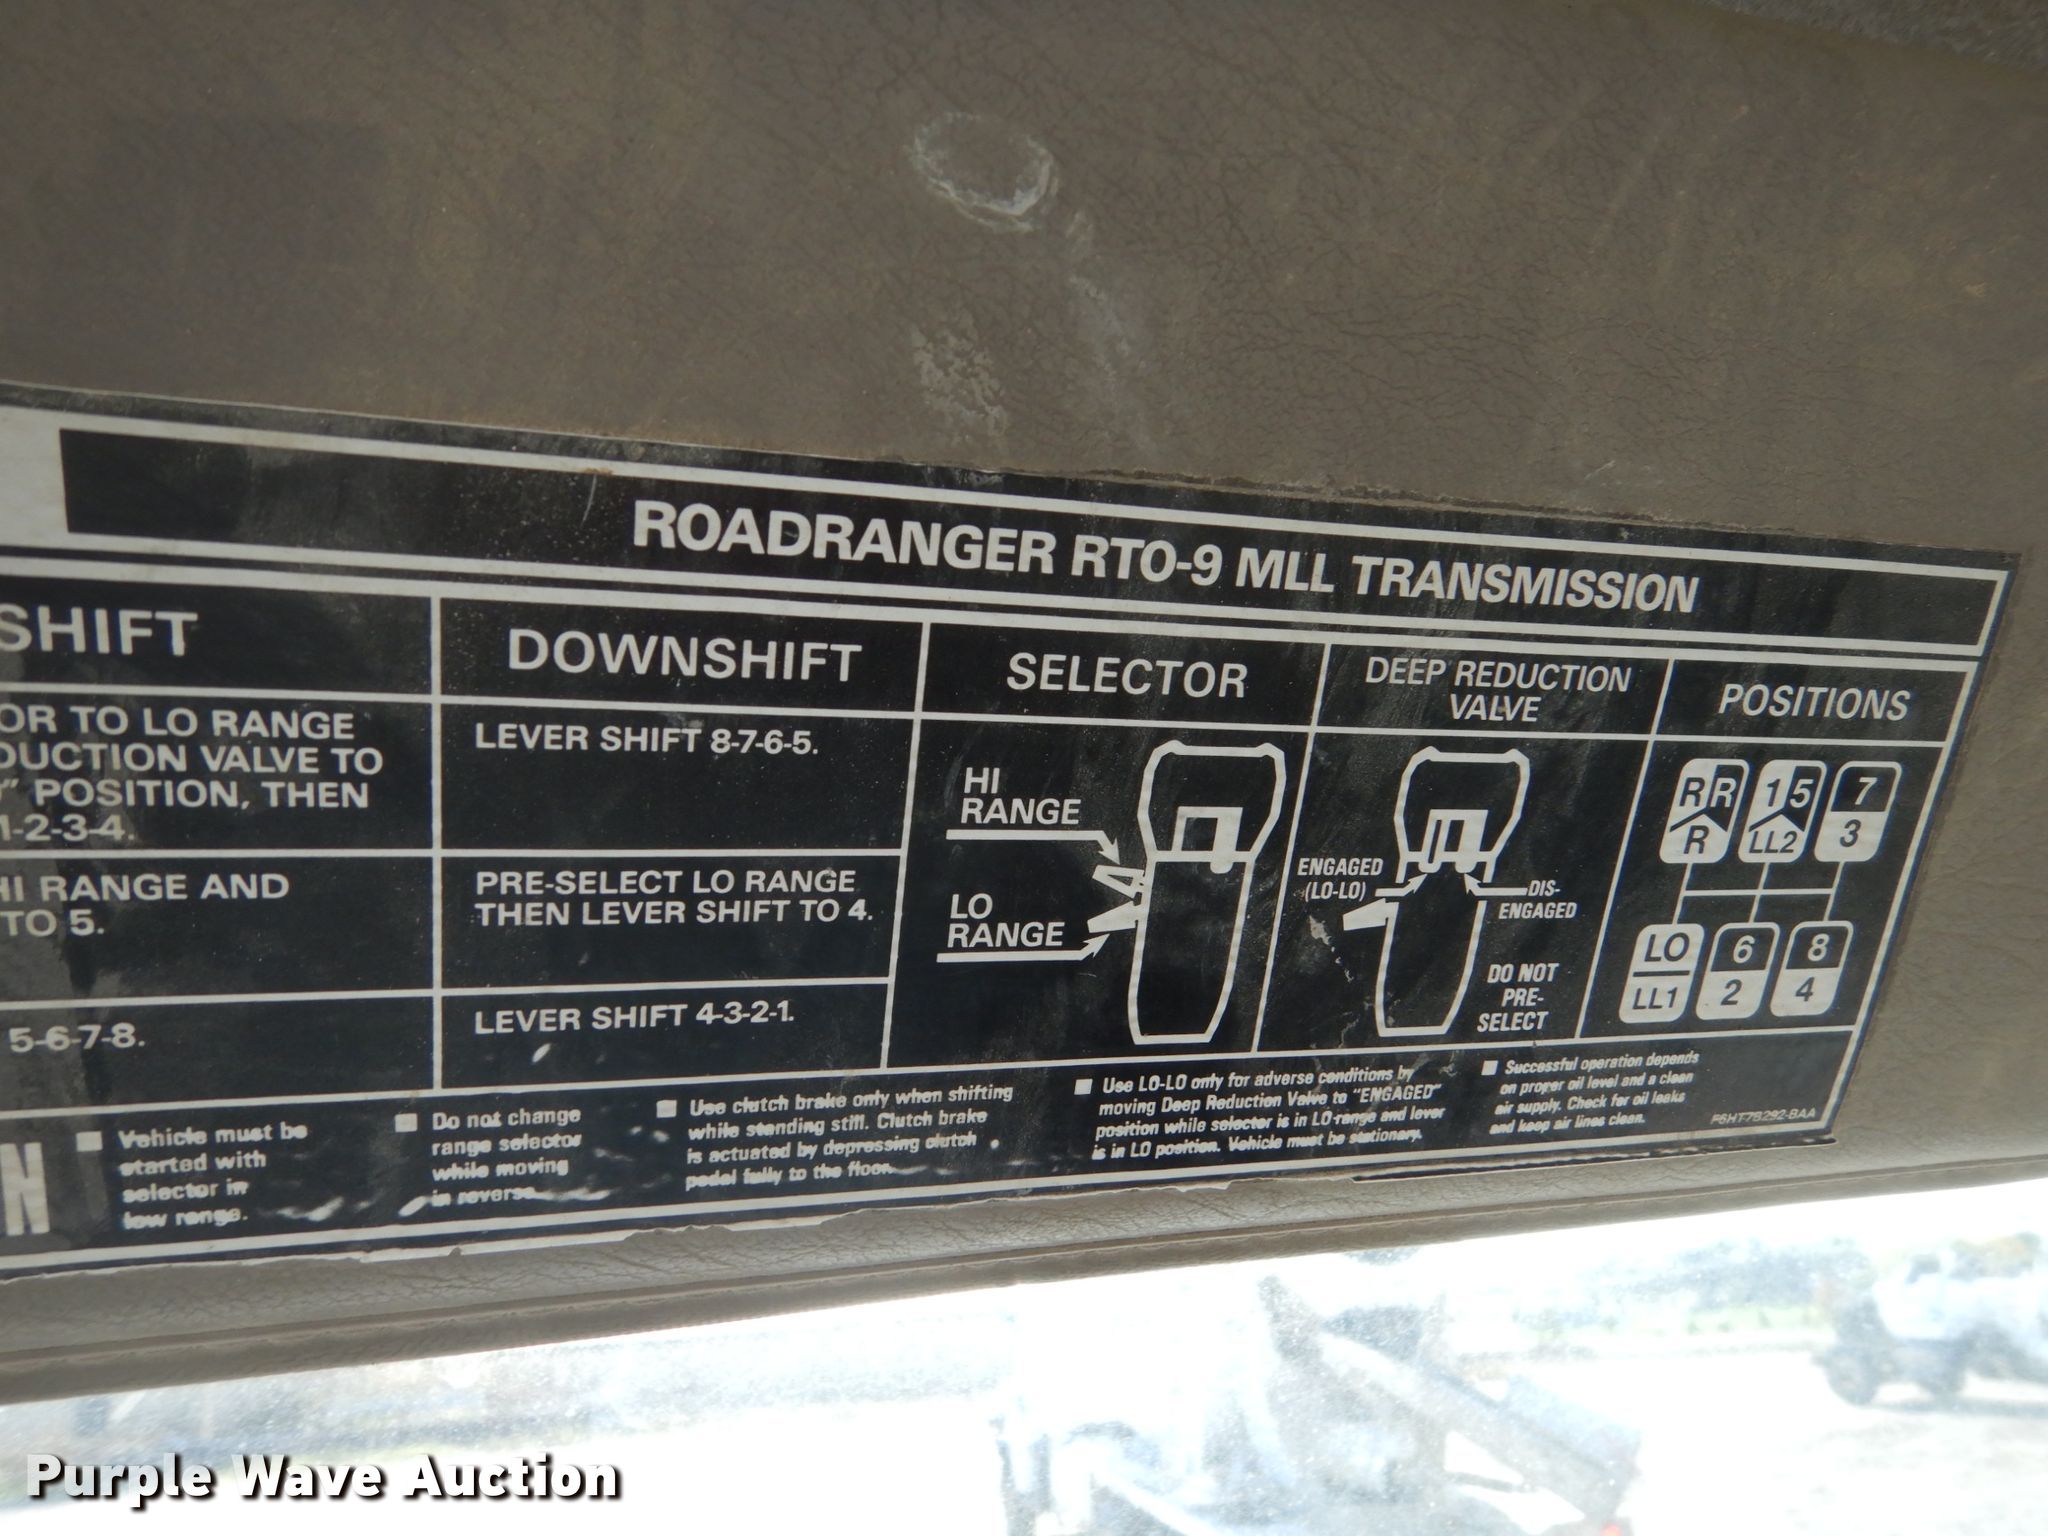 ROADRANGER RTO-9 MLL TRANSMISSION
SHIFT
OR TO LO RANGE
DUCTION VALVE TO
" POSITION, THEN
1-2-3-4.
HI RANGE AND
TO 5.
5-6-7-8.
DOWNSHIFT
LEVER SHIFT 8-7-6-5.
PRE-SELECT LO RANGE
THEN LEVER SHIFT TO 4.
LEVER SHIFT 4-3-2-1.
SELECTOR
HI
RANGE
LO
RANGE
DEEP REDUCTION
VALVE
ENGAGED
(LO-LO)
DIS-
ENGAGED
DO NOT
PRE-
SELECT
POSITIONS
R R 1 5 7
R LL2 3
LO 6 8
LL1 2 4
N
Vehicle must be
started with
selector in
low range.
Do not change
range selector
while moving
in reverse.
Use clutch brake only when shifting
while standing still. Clutch brake
is actuated by depressing clutch
pedal fully to the floor.
Use LO-LO only for adverse conditions by
moving Deep Reduction Valve to "ENGAGED"
position while selector is in LO range and lever
is in LO position. Vehicle must be stationary.
Successful operation depends
on proper oil level and a clean
air supply. Check for oil leaks
and keep air lines clean.
F6HT-7B292-BAA
Purple Wave Auction